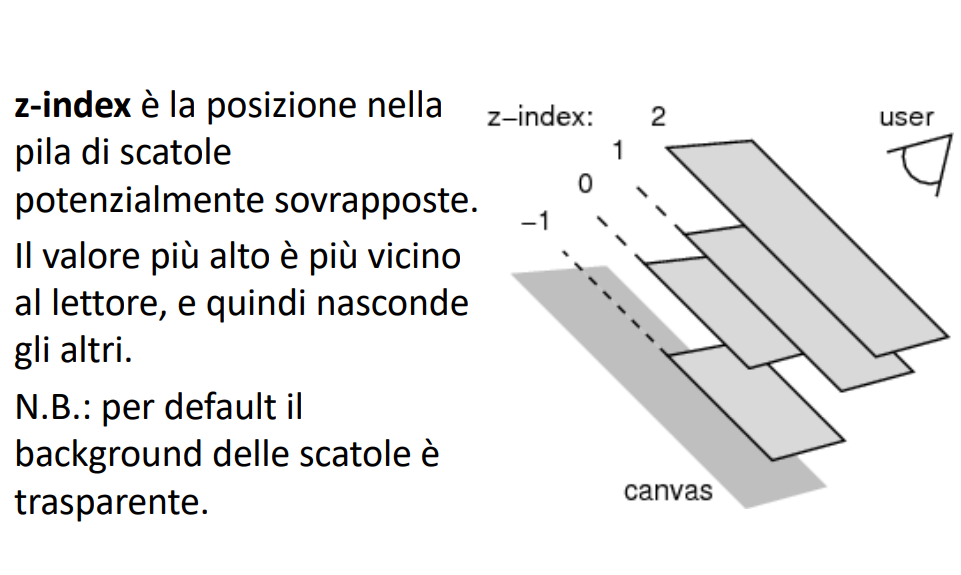 z-index è la posizione nella
pila di scatole
potenzialmente sovrapposte.
Il valore più alto è più vicino
al lettore, e quindi nasconde
gli altri.
N.B.: per default il
background delle scatole è
trasparente.
z−index: 2
1
0
−1
user
canvas